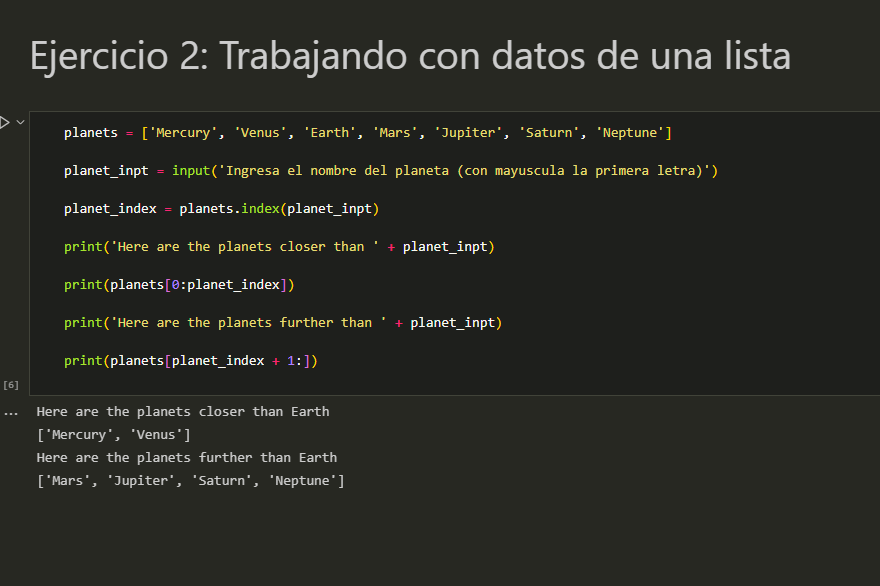 Ejercicio 2: Trabajando con datos de una lista
planets = ['Mercury', 'Venus', 'Earth', 'Mars', 'Jupiter', 'Saturn', 'Neptune']
planet_inpt = input('Ingresa el nombre del planeta (con mayuscula la primera letra)')
planet_index = planets.index(planet_inpt)
print('Here are the planets closer than ' + planet_inpt)
print(planets[0:planet_index])
print('Here are the planets further than ' + planet_inpt)
print(planets[planet_index + 1:])
[6]
... Here are the planets closer than Earth
['Mercury', 'Venus']
Here are the planets further than Earth
['Mars', 'Jupiter', 'Saturn', 'Neptune']